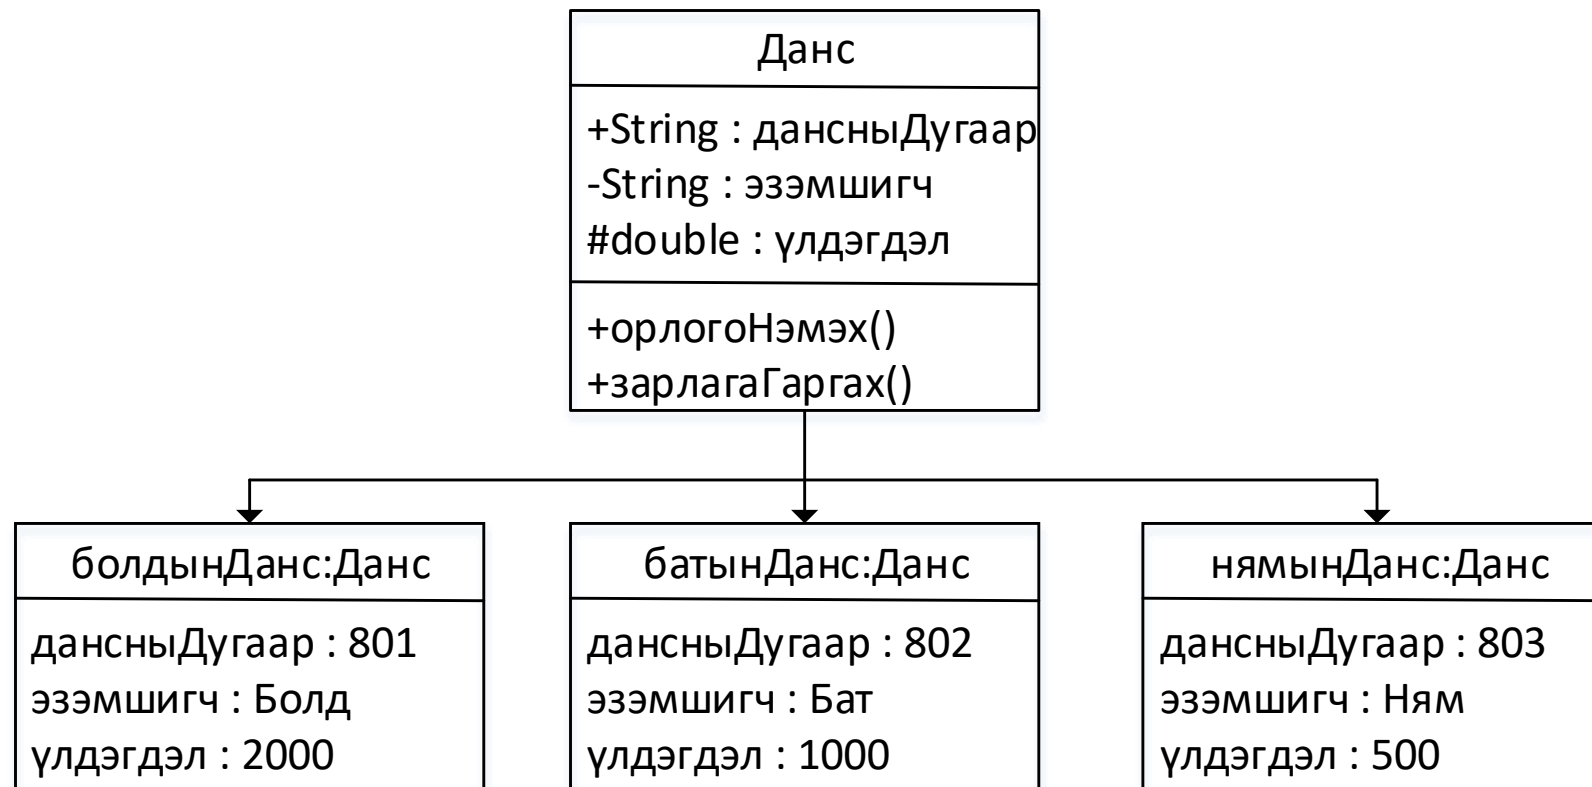 Данс
+String : дансныДугаар
-String : эзэмшигч
#double : үлдэгдэл
+орлогоНэмэх()
+зарлагаГаргах()
болдынДанс:Данс
дансныДугаар : 801
эзэмшигч : Болд
үлдэгдэл : 2000
батынДанс:Данс
дансныДугаар : 802
эзэмшигч : Бат
үлдэгдэл : 1000
нямынДанс:Данс
дансныДугаар : 803
эзэмшигч : Ням
үлдэгдэл : 500